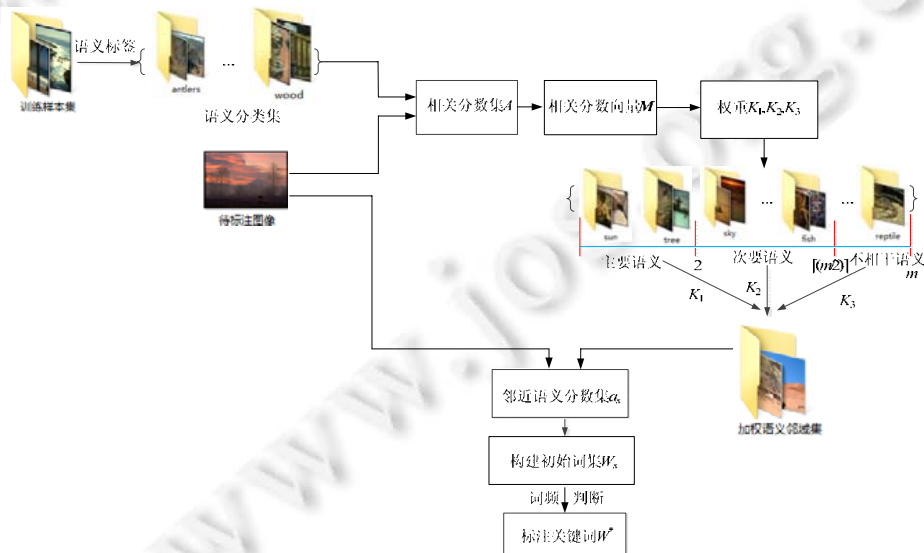 语义标签
训练样本集
{
antlers
...
wood
}
语义分类集
待标注图像
相关分数集A
相关分数向量M
权重K₁,K₂,K₃
{
sun
tree
sky
...
fish
...
reptile
}
主要语义
2
次要语义
⌈(m/2)⌉
不相干语义
m
K₁
K₂
K₃
加权语义邻域集
邻近语义分数集aₛ
构建初始词集Wₛ
词频 判断
标注关键词W*
www.jos.org.c